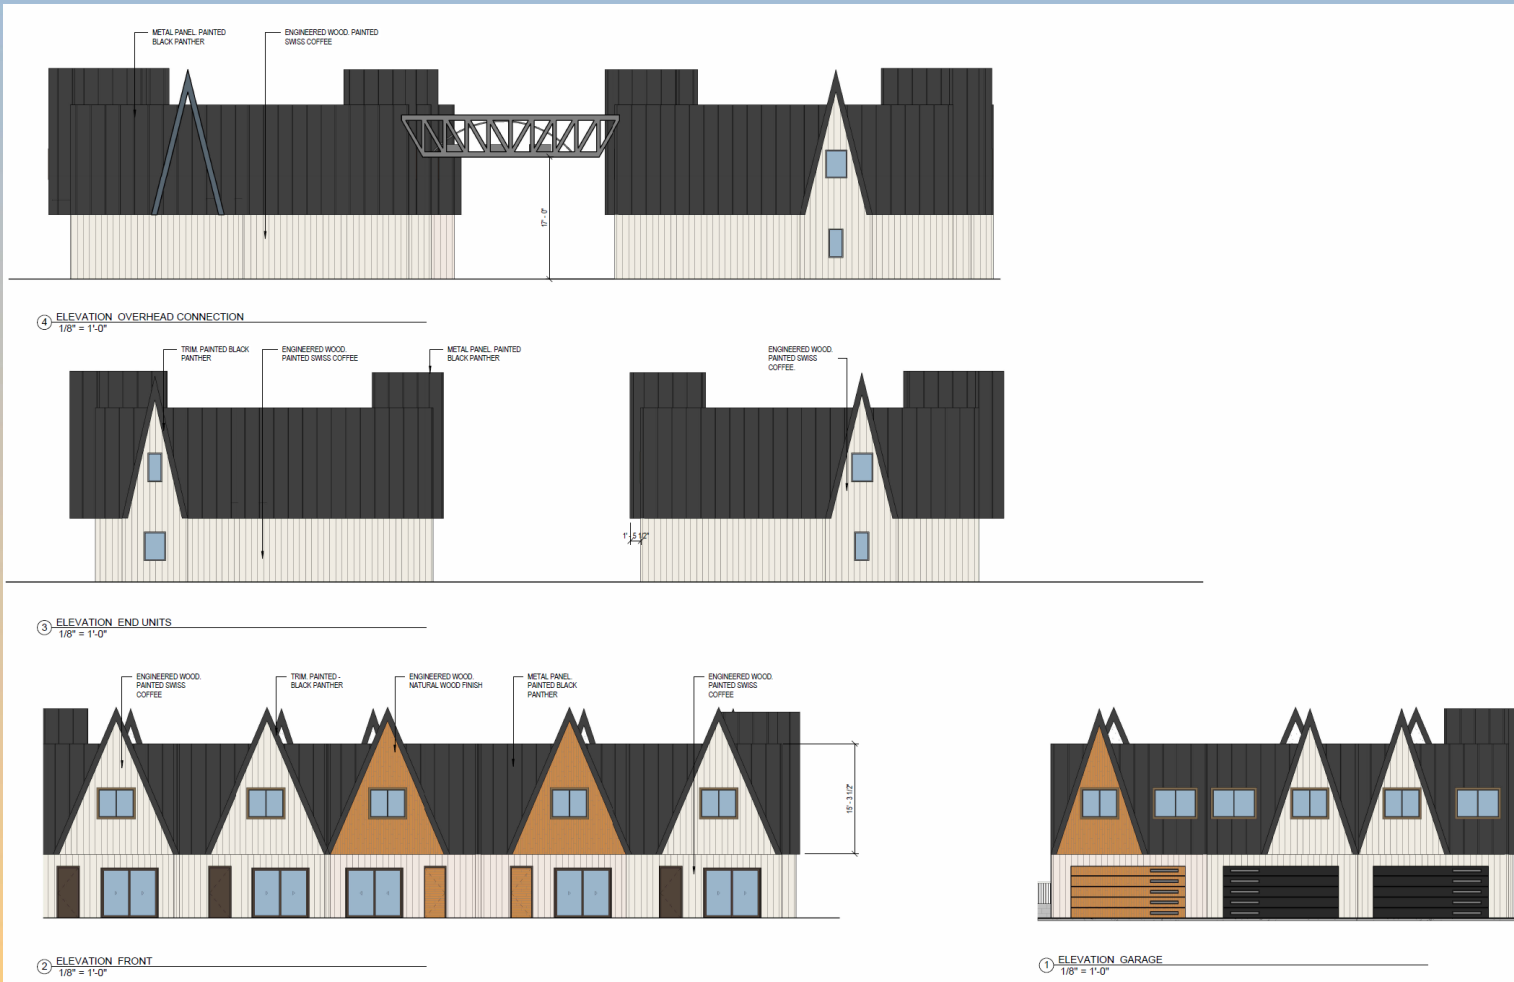 METAL PANEL. PAINTED
BLACK PANTHER
ENGINEERED WOOD. PAINTED
SWISS COFFEE
17' - 0"
4
ELEVATION OVERHEAD CONNECTION
1/8" = 1'-0"
TRIM. PAINTED BLACK
PANTHER
ENGINEERED WOOD.
PAINTED SWISS COFFEE
METAL PANEL. PAINTED
BLACK PANTHER
ENGINEERED WOOD.
PAINTED SWISS
COFFEE.
1' - 5 1/2"
3
ELEVATION END UNITS
1/8" = 1'-0"
ENGINEERED WOOD.
PAINTED SWISS
COFFEE
TRIM. PAINTED -
BLACK PANTHER
ENGINEERED WOOD.
NATURAL WOOD FINISH
METAL PANEL.
PAINTED BLACK
PANTHER
ENGINEERED WOOD.
PAINTED SWISS
COFFEE
15' - 3 1/2"
2
ELEVATION FRONT
1/8" = 1'-0"
1
ELEVATION GARAGE
1/8" = 1'-0"